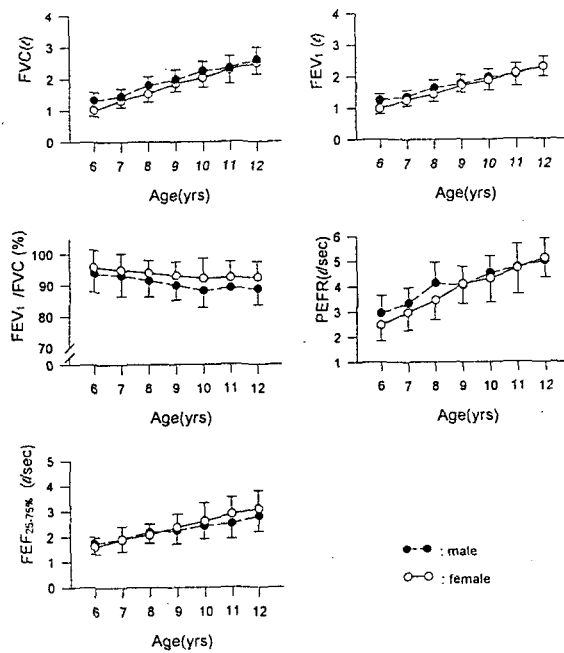 FVC(ℓ)
4
3
2
1
0
6 7 8 9 10 11 12
Age(yrs)
FEV₁ (ℓ)
4
3
2
1
0
6 7 8 9 10 11 12
Age(yrs)
FEV₁ /FVC (%)
100
90
80
70
0
6 7 8 9 10 11 12
Age(yrs)
PEFR(ℓ/sec)
6
5
4
3
2
1
6 7 8 9 10 11 12
Age(yrs)
FEF₂₅₋₇₅% (ℓ/sec)
5
4
3
2
1
0
6 7 8 9 10 11 12
Age(yrs)
: male
: female